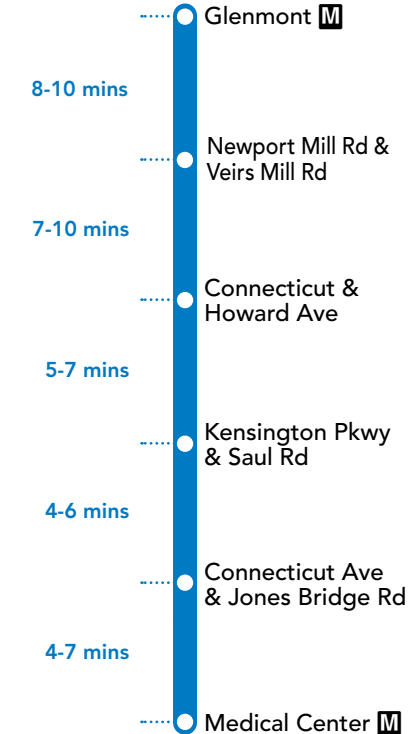 Glenmont M
8-10 mins
Newport Mill Rd &
Veirs Mill Rd
7-10 mins
Connecticut &
Howard Ave
5-7 mins
Kensington Pkwy
& Saul Rd
4-6 mins
Connecticut Ave
& Jones Bridge Rd
4-7 mins
Medical Center M